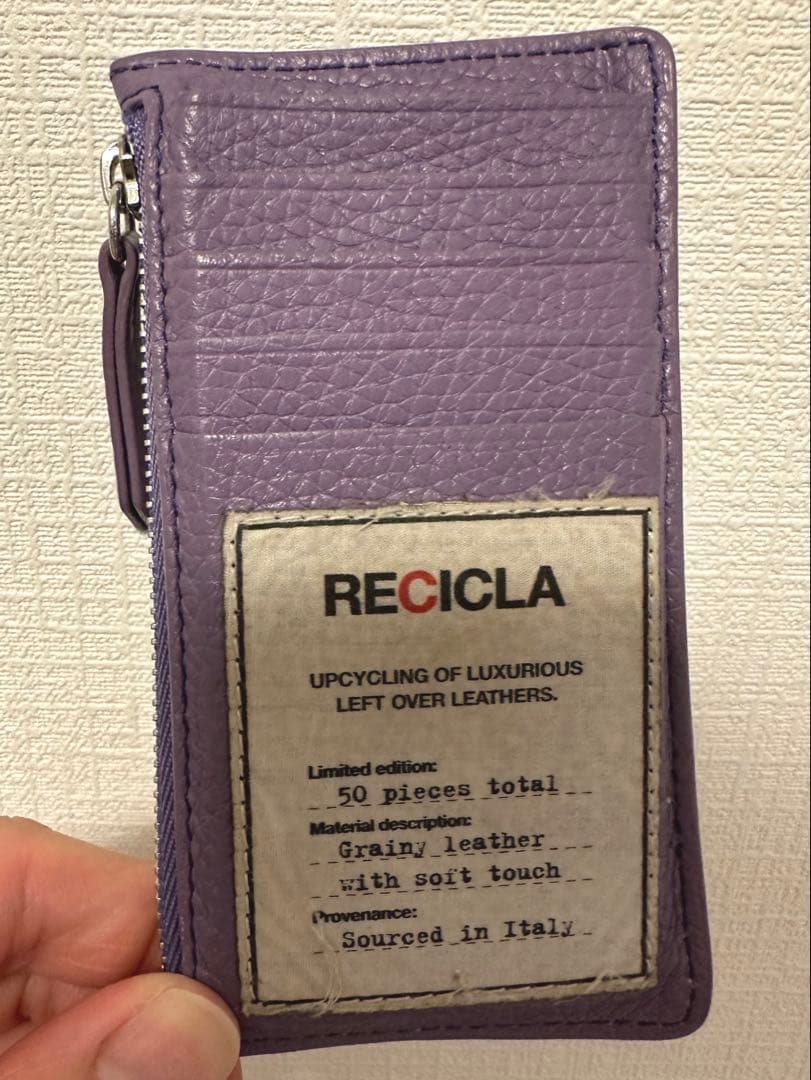 RECICLA
UPCYCLING OF LUXURIOUS
LEFT OVER LEATHERS.
Limited edition:
50 pieces total
Material description:
Grainy leather
with soft touch
Provenance:
Sourced in Italy